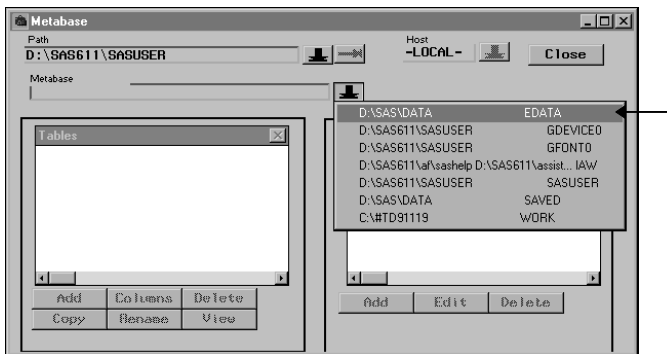 Metabase
Path
D:\SAS611\SASUSER
Host
-LOCAL-
Close
Metabase
D:\SAS\DATA EDATA
D:\SAS611\SASUSER GDEVICE0
D:\SAS611\SASUSER GFONT0
D:\SAS611\af\sashelp D:\SAS611\assist... IAW
D:\SAS611\SASUSER SASUSER
D:\SAS\DATA SAVED
C:\#TD91119 WORK
Tables
Add Columns Delete
Copy Rename View
Add Edit Delete